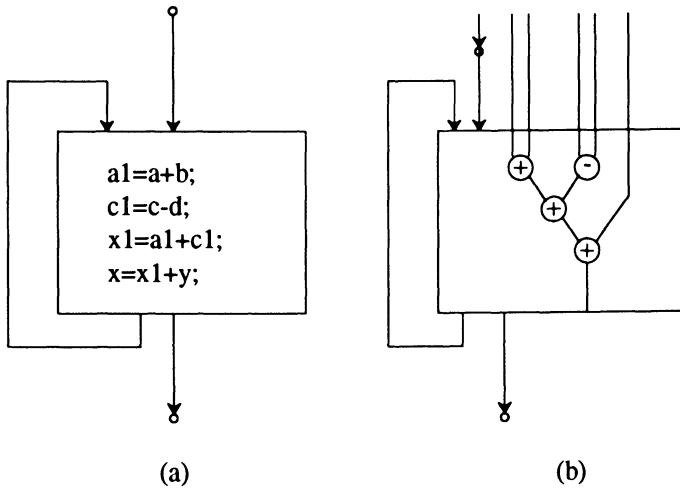 a1=a+b;
c1=c-d;
x1=a1+c1;
x=x1+y;
+ -
+
+
(a) (b)